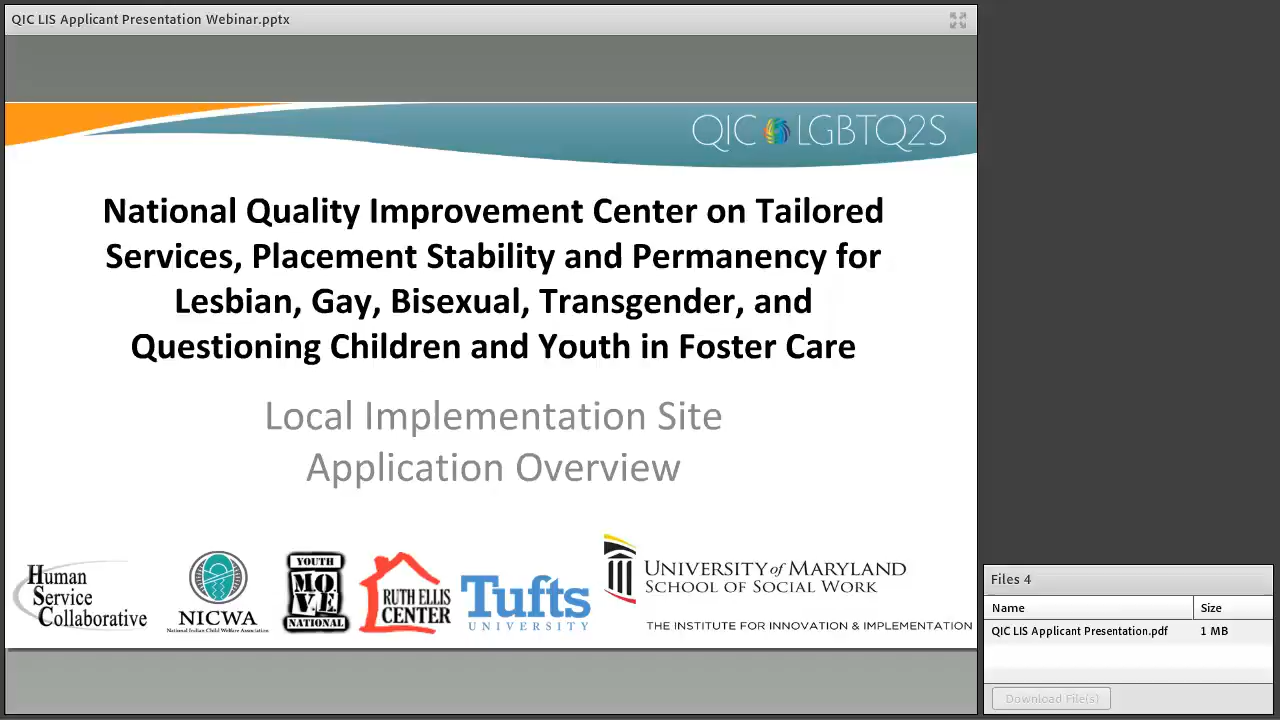 QIC LIS Applicant Presentation Webinar.pptx
QIC LGBTQ2S
National Quality Improvement Center on Tailored
Services, Placement Stability and Permanency for
Lesbian, Gay, Bisexual, Transgender, and
Questioning Children and Youth in Foster Care
Local Implementation Site
Application Overview
Human
Service
Collaborative
NICWA
National Indian Child Welfare Association
YOUTH
MOVE
NATIONAL
RUTH ELLIS
CENTER
Tufts
UNIVERSITY
UNIVERSITY of MARYLAND
SCHOOL OF SOCIAL WORK
THE INSTITUTE FOR INNOVATION & IMPLEMENTATION
Files 4
Name Size
QIC LIS Applicant Presentation.pdf 1 MB
Download File(s)